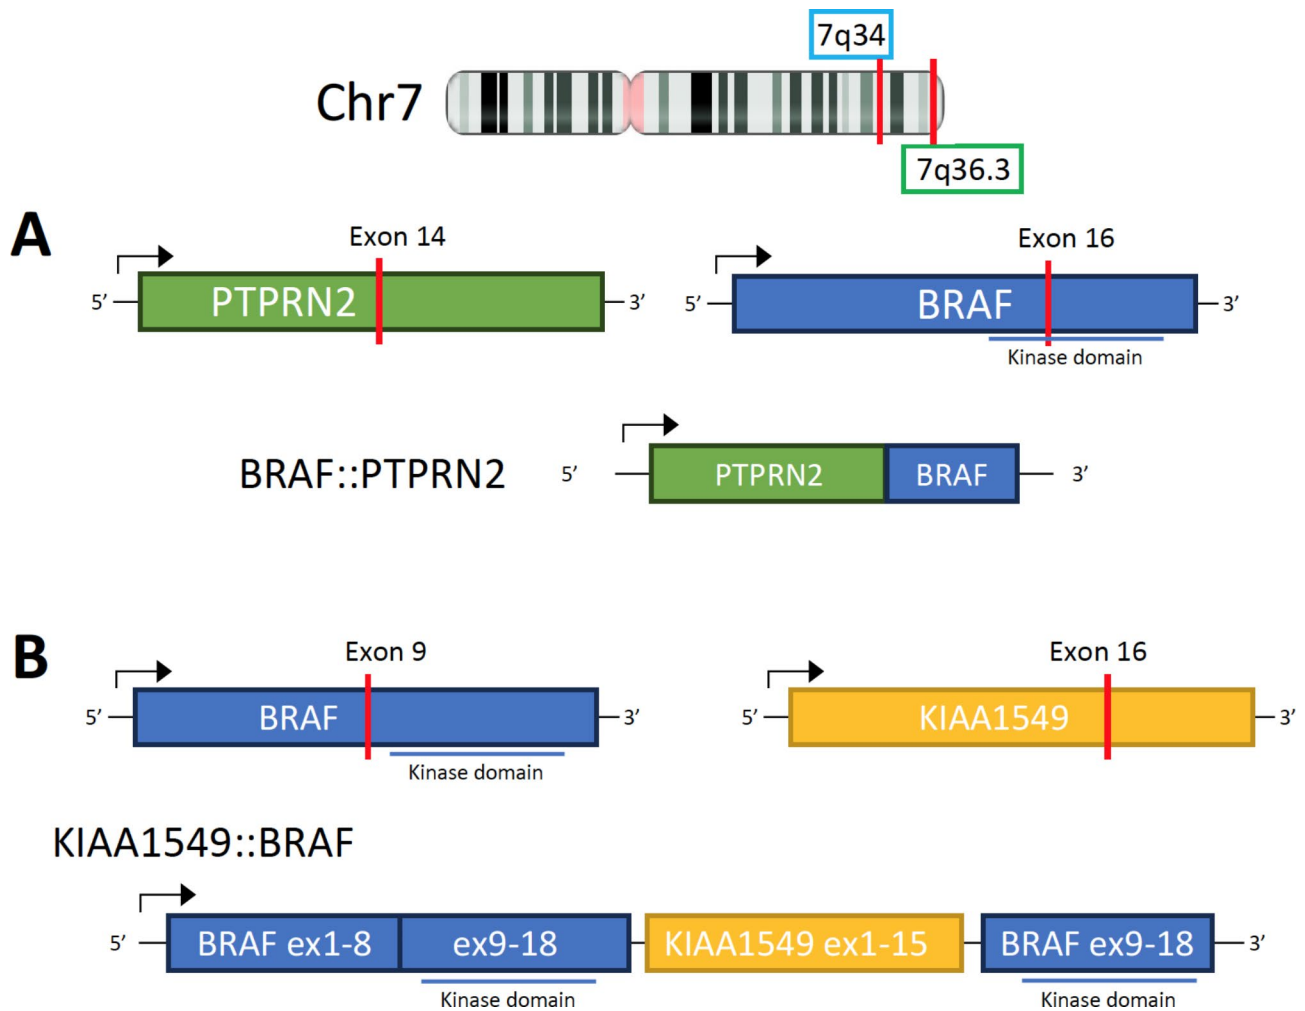 7q34
Chr7
7q36.3
A
Exon 14
Exon 16
5’ PTPRN2 3’
5’ BRAF 3’
Kinase domain
BRAF::PTPRN2
5’ PTPRN2 BRAF 3’
B
Exon 9
Exon 16
5’ BRAF 3’
5’ KIAA1549 3’
Kinase domain
KIAA1549::BRAF
5’ BRAF ex1-8 ex9-18 KIAA1549 ex1-15 BRAF ex9-18 3’
Kinase domain
Kinase domain